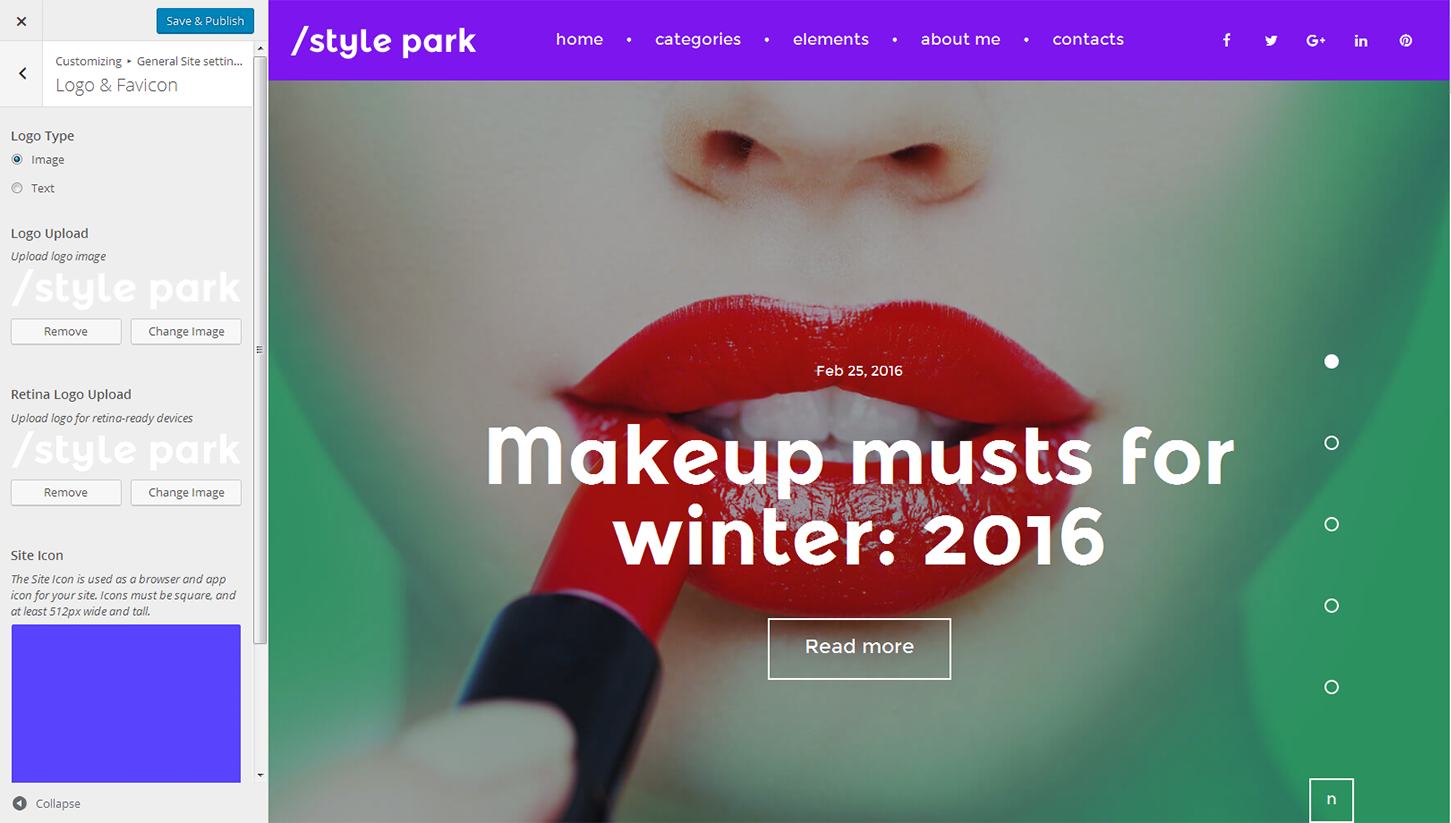 Save & Publish
Customizing ▸ General Site settin...
Logo & Favicon
Logo Type
Image
Text
Logo Upload
Upload logo image
/style park
Remove
Change Image
Retina Logo Upload
Upload logo for retina-ready devices
/style park
Remove
Change Image
Site Icon
The Site Icon is used as a browser and app
icon for your site. Icons must be square, and
at least 512px wide and tall.
Collapse
/style park
home • categories • elements • about me • contacts
Feb 25, 2016
Makeup musts for
winter: 2016
Read more
n